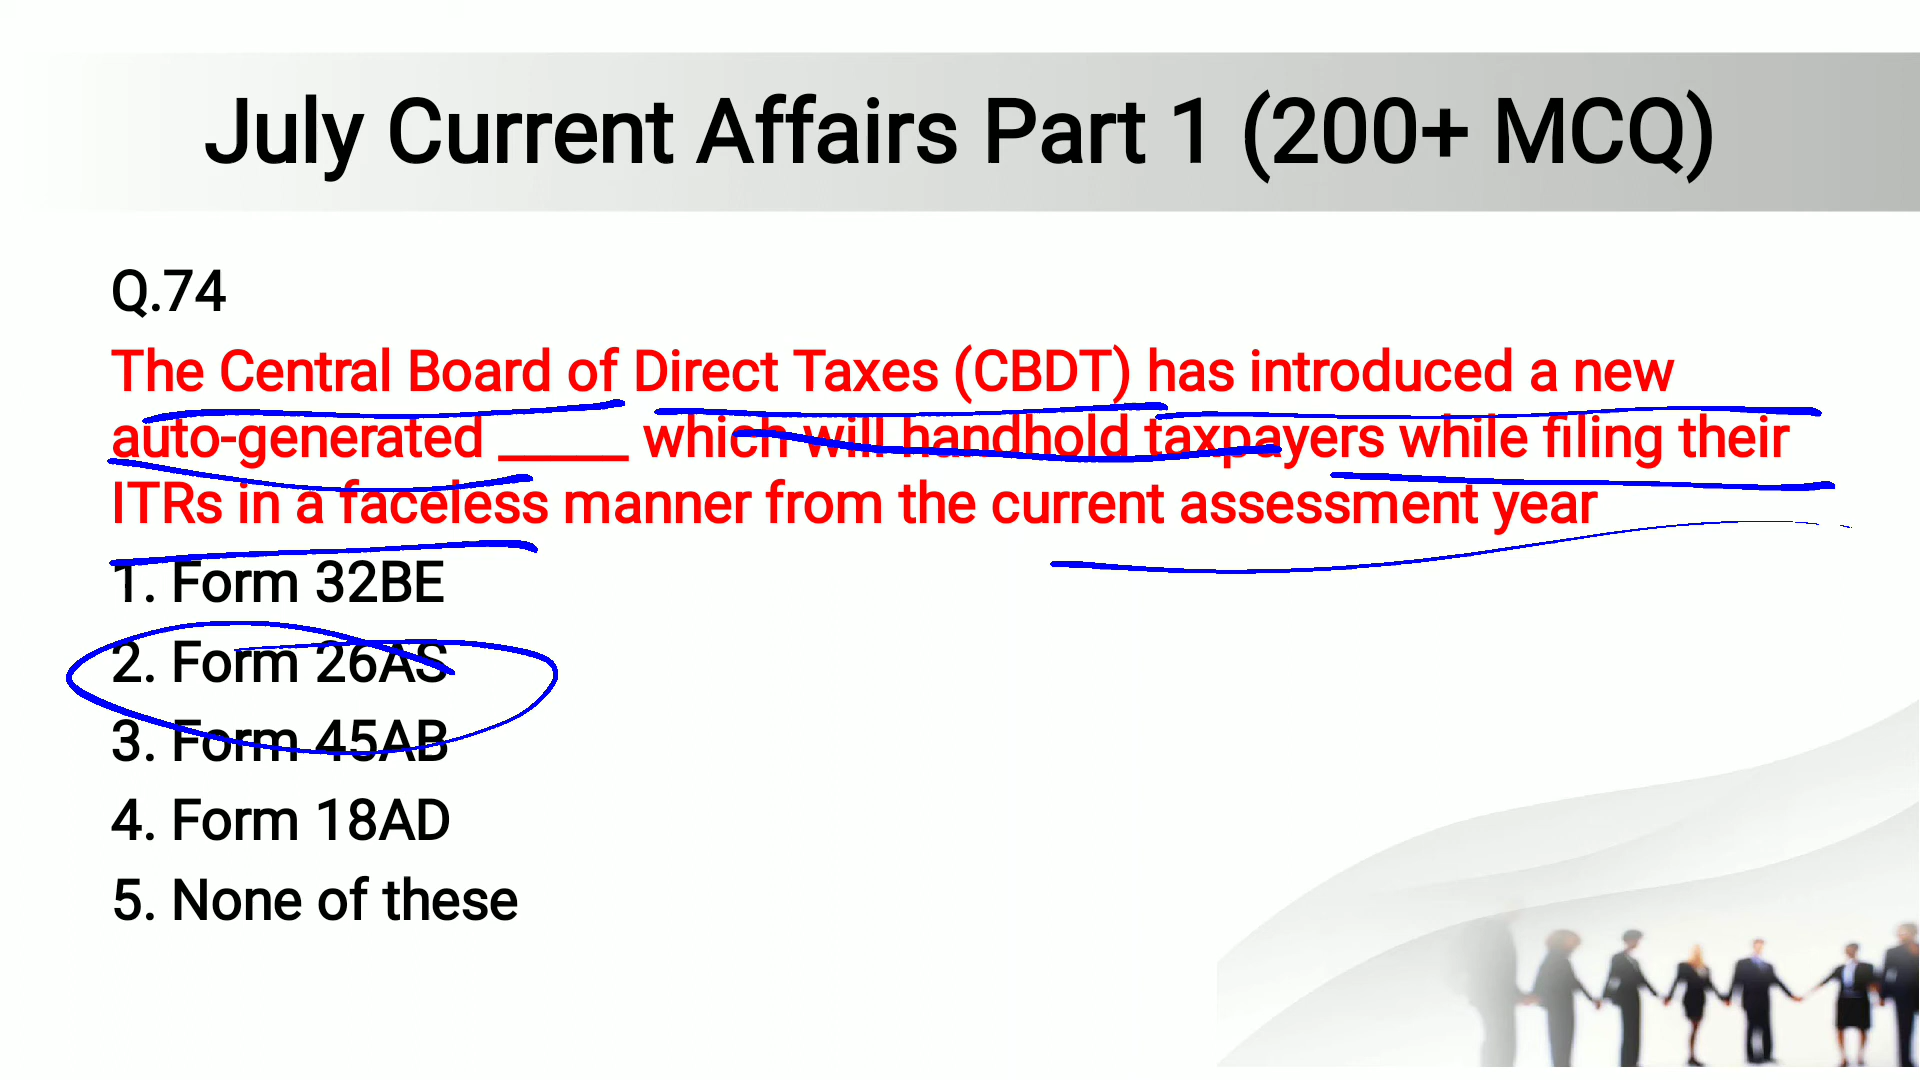 July Current Affairs Part 1 (200+ MCQ)
Q.74
The Central Board of Direct Taxes (CBDT) has introduced a new
auto-generated _____ which will handhold taxpayers while filing their
ITRs in a faceless manner from the current assessment year
1. Form 32BE
2. Form 26AS
3. Form 45AB
4. Form 18AD
5. None of these